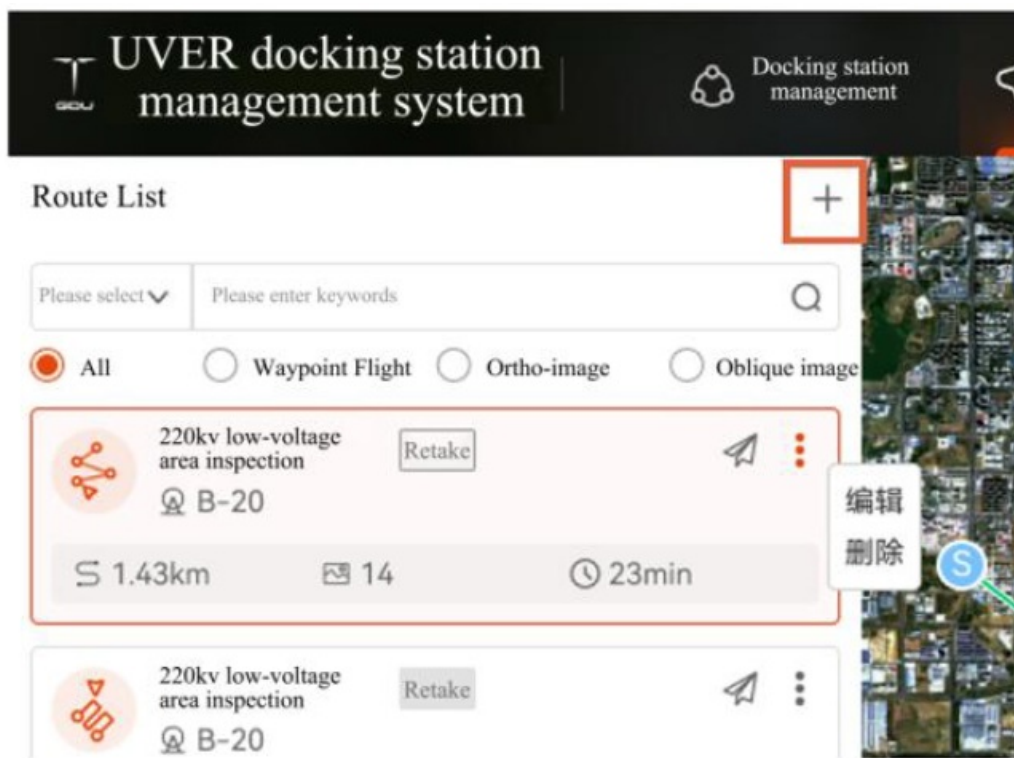 UVER docking station
management system
GDU
Docking station
management
Route List
Please select
Please enter keywords
All
Waypoint Flight
Ortho-image
Oblique image
220kv low-voltage
area inspection
Retake
B-20
编辑
删除
1.43km
14
23min
S
220kv low-voltage
area inspection
Retake
B-20